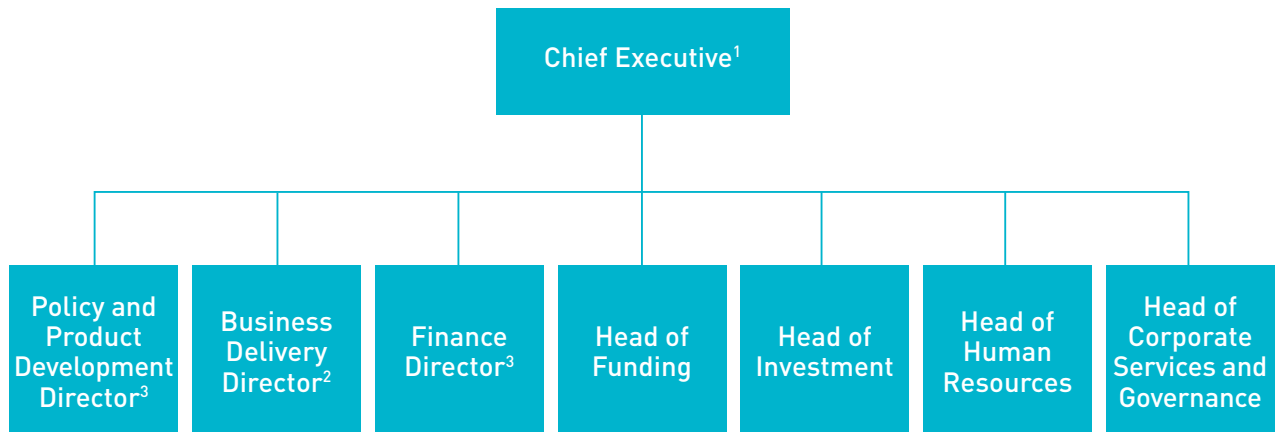 Chief Executive¹
Policy and
Product
Development
Director³
Business
Delivery
Director²
Finance
Director³
Head of
Funding
Head of
Investment
Head of
Human
Resources
Head of
Corporate
Services and
Governance